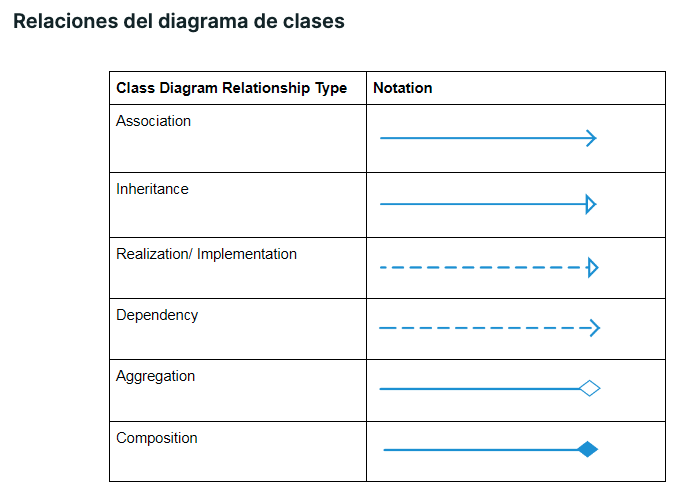 Relaciones del diagrama de clases
Class Diagram Relationship Type
Notation
Association
Inheritance
Realization/ Implementation
Dependency
Aggregation
Composition